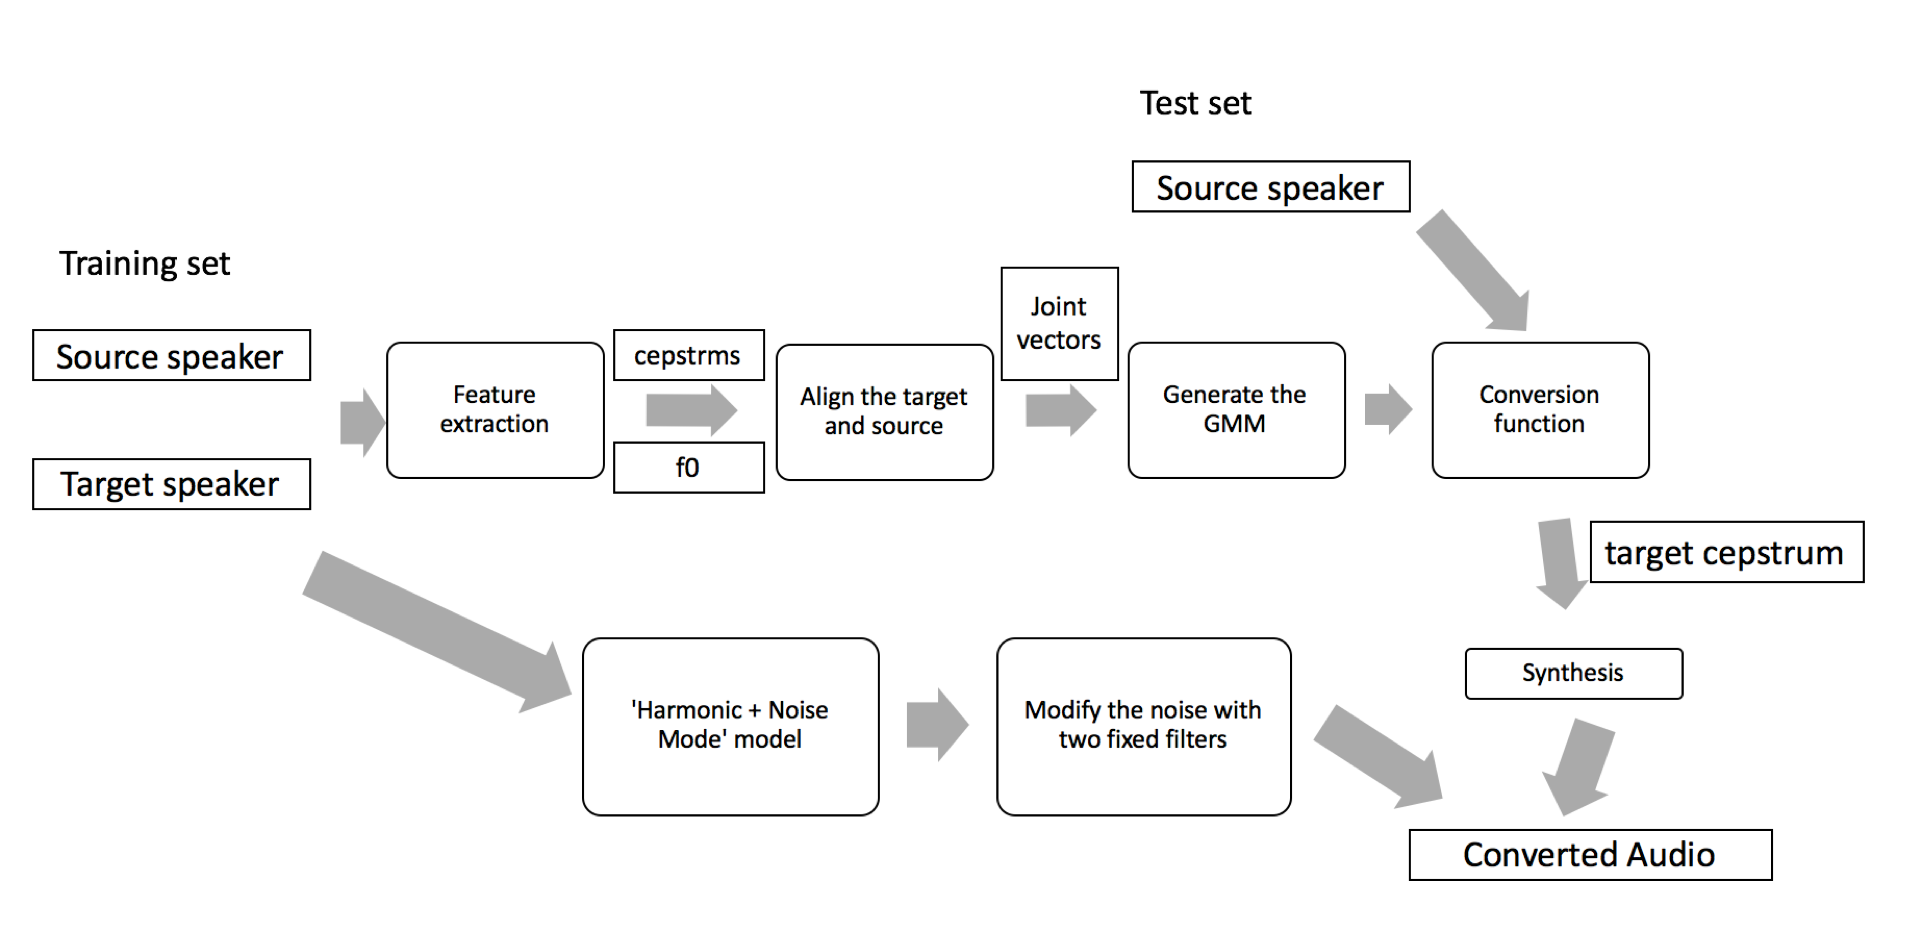 Test set
Source speaker
Training set
Source speaker
Target speaker
Feature
extraction
cepstrms
f0
Align the target
and source
Joint
vectors
Generate the
GMM
Conversion
function
target cepstrum
Synthesis
'Harmonic + Noise
Mode' model
Modify the noise with
two fixed filters
Converted Audio